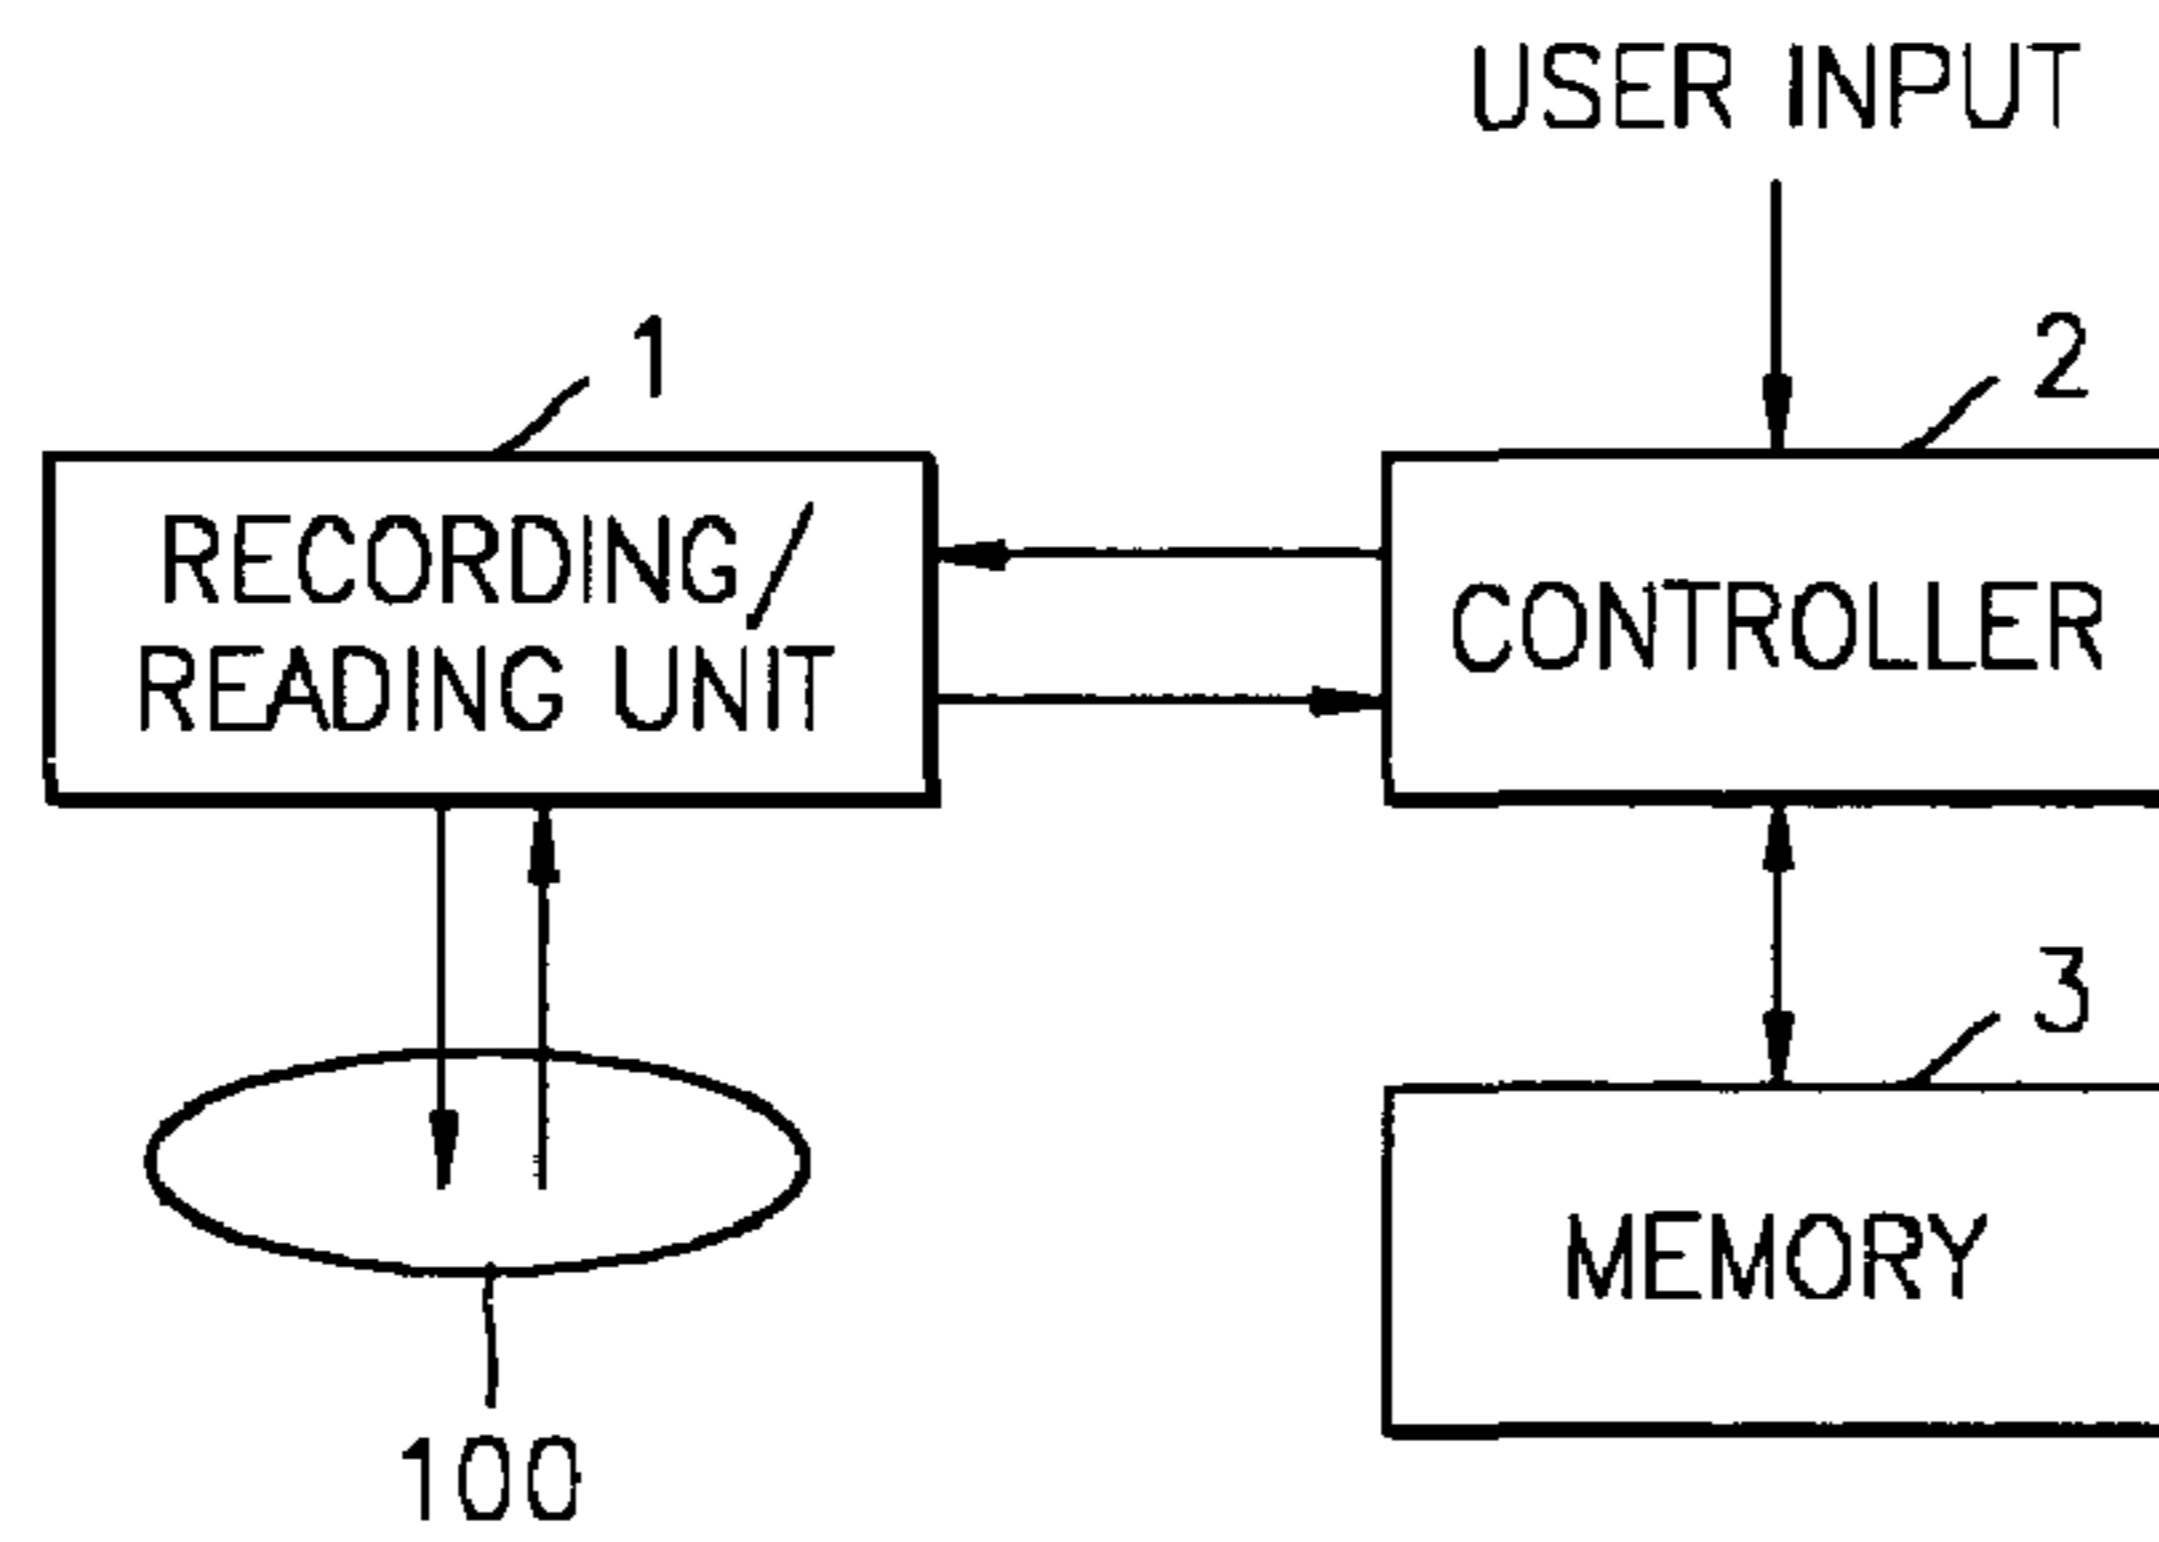 USER INPUT
1
2
RECORDING/
READING UNIT
CONTROLLER
3
MEMORY
100